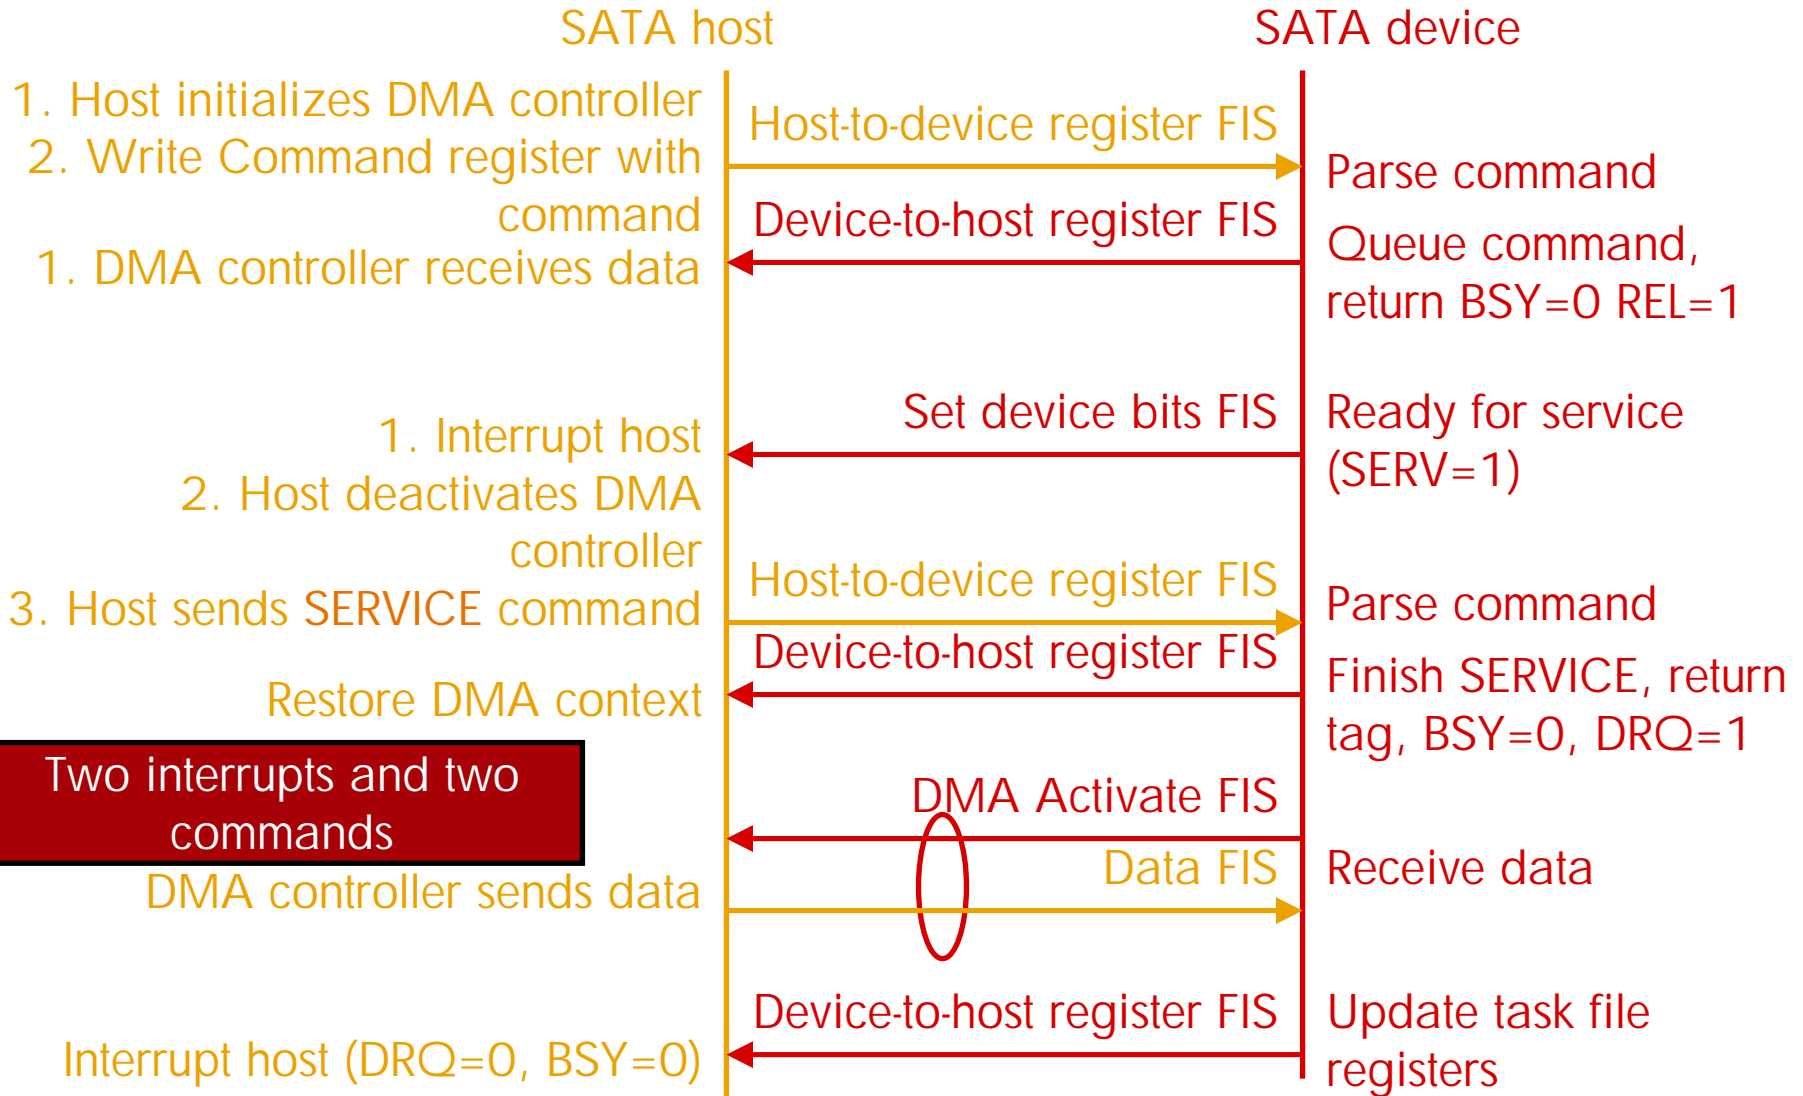 SATA host
SATA device
1. Host initializes DMA controller
2. Write Command register with
command
1. DMA controller receives data
Host-to-device register FIS
Parse command
Device-to-host register FIS
Queue command,
return BSY=0 REL=1
Set device bits FIS
Ready for service
(SERV=1)
1. Interrupt host
2. Host deactivates DMA
controller
3. Host sends SERVICE command
Host-to-device register FIS
Parse command
Device-to-host register FIS
Finish SERVICE, return
tag, BSY=0, DRQ=1
Restore DMA context
Two interrupts and two
commands
DMA Activate FIS
Data FIS
Receive data
DMA controller sends data
Device-to-host register FIS
Update task file
registers
Interrupt host (DRQ=0, BSY=0)